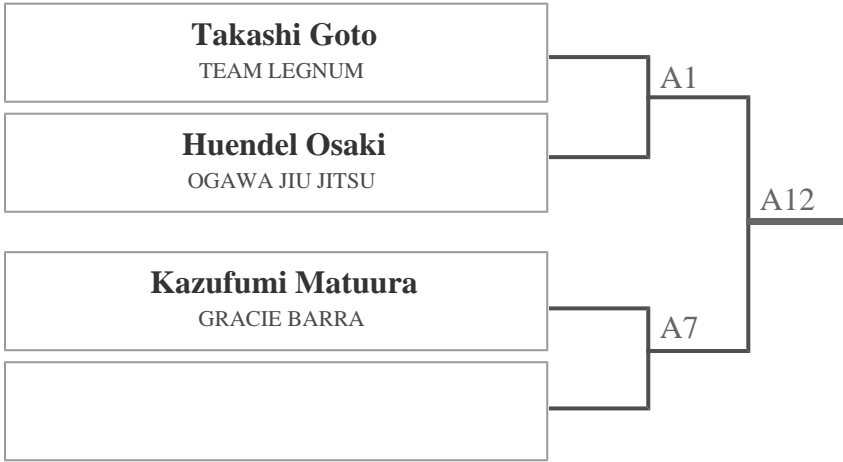 Takashi Goto
TEAM LEGNUM
A1
Huendel Osaki
OGAWA JIU JITSU
A12
Kazufumi Matuura
GRACIE BARRA
A7